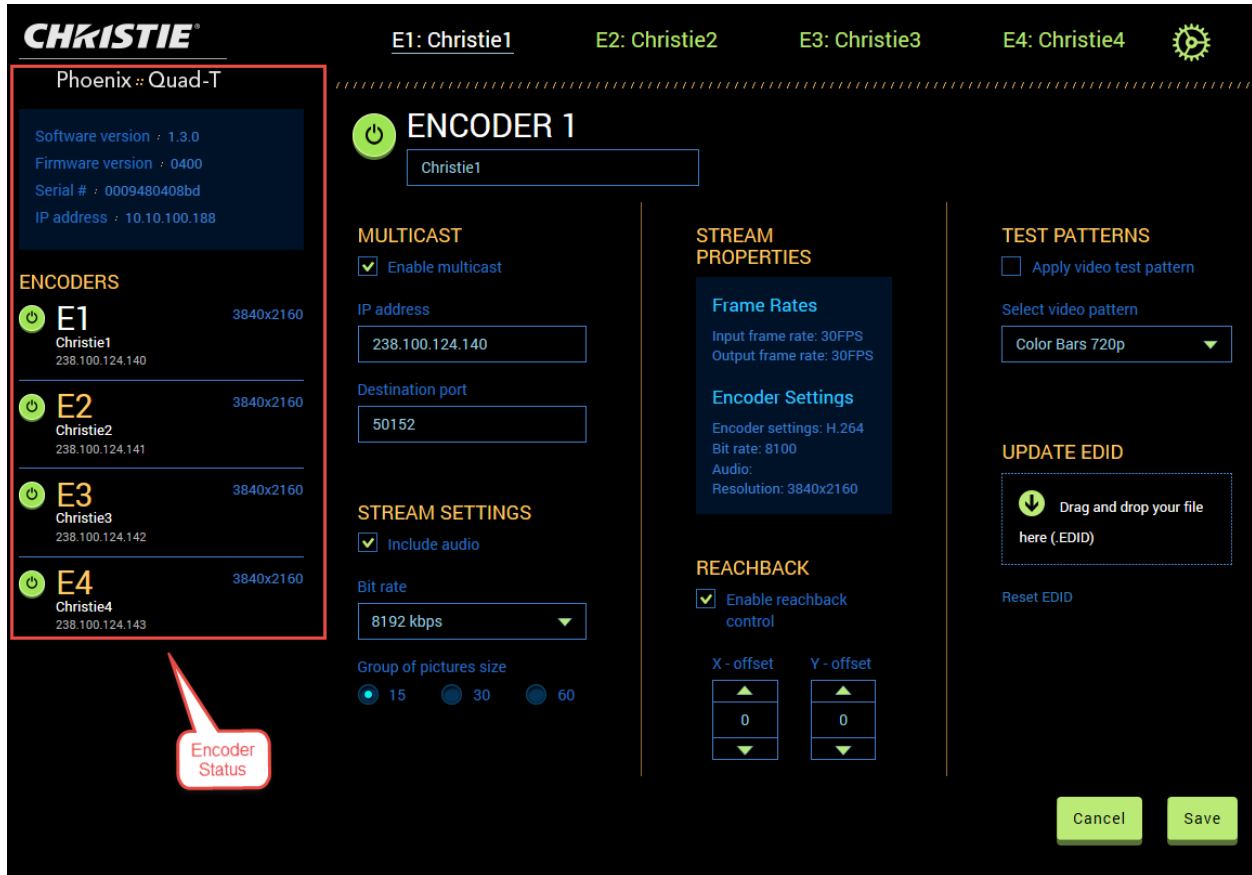 CHRISTIE®
Phoenix :: Quad-T
E1: Christie1
E2: Christie2
E3: Christie3
E4: Christie4
Software version : 1.3.0
Firmware version : 0400
Serial # : 0009480408bd
IP address : 10.10.100.188
ENCODERS
E1
3840x2160
Christie1
238.100.124.140
E2
3840x2160
Christie2
238.100.124.141
E3
3840x2160
Christie3
238.100.124.142
E4
3840x2160
Christie4
238.100.124.143
Encoder
Status
ENCODER 1
Christie1
MULTICAST
Enable multicast
IP address
238.100.124.140
Destination port
50152
STREAM SETTINGS
Include audio
Bit rate
8192 kbps
Group of pictures size
15
30
60
STREAM
PROPERTIES
Frame Rates
Input frame rate: 30FPS
Output frame rate: 30FPS
Encoder Settings
Encoder settings: H.264
Bit rate: 8100
Audio:
Resolution: 3840x2160
REACHBACK
Enable reachback
control
X - offset
Y - offset
0
0
TEST PATTERNS
Apply video test pattern
Select video pattern
Color Bars 720p
UPDATE EDID
Drag and drop your file
here (.EDID)
Reset EDID
Cancel
Save